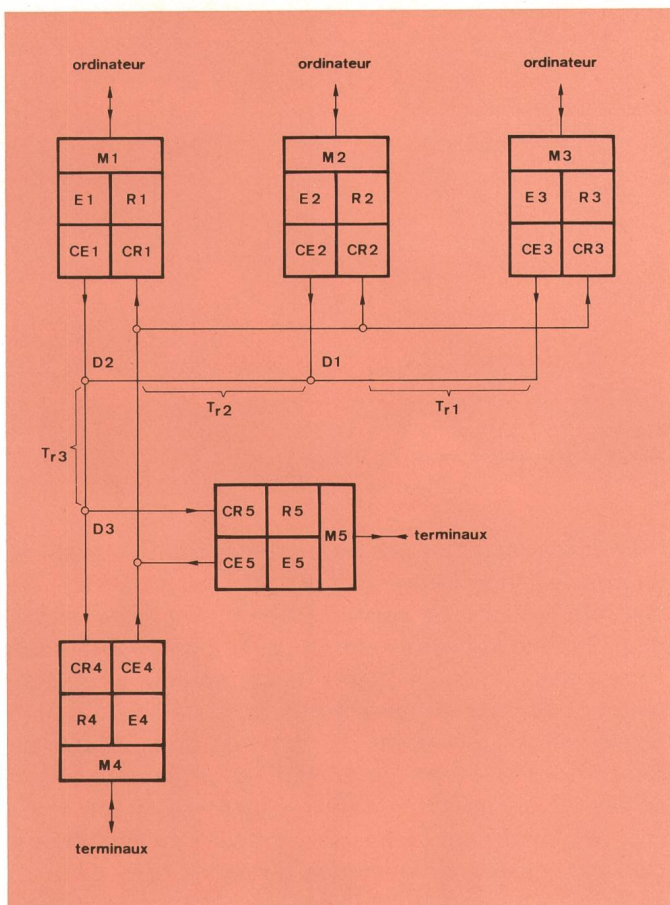 ordinateur ordinateur ordinateur
M1 M2 M3
E1 R1 E2 R2 E3 R3
CE1 CR1 CE2 CR2 CE3 CR3
D2 D1
Tr2 Tr1
Tr3
CR5 R5 M5 terminaux
D3
CE5 E5
CR4 CE4
R4 E4
M4
terminaux